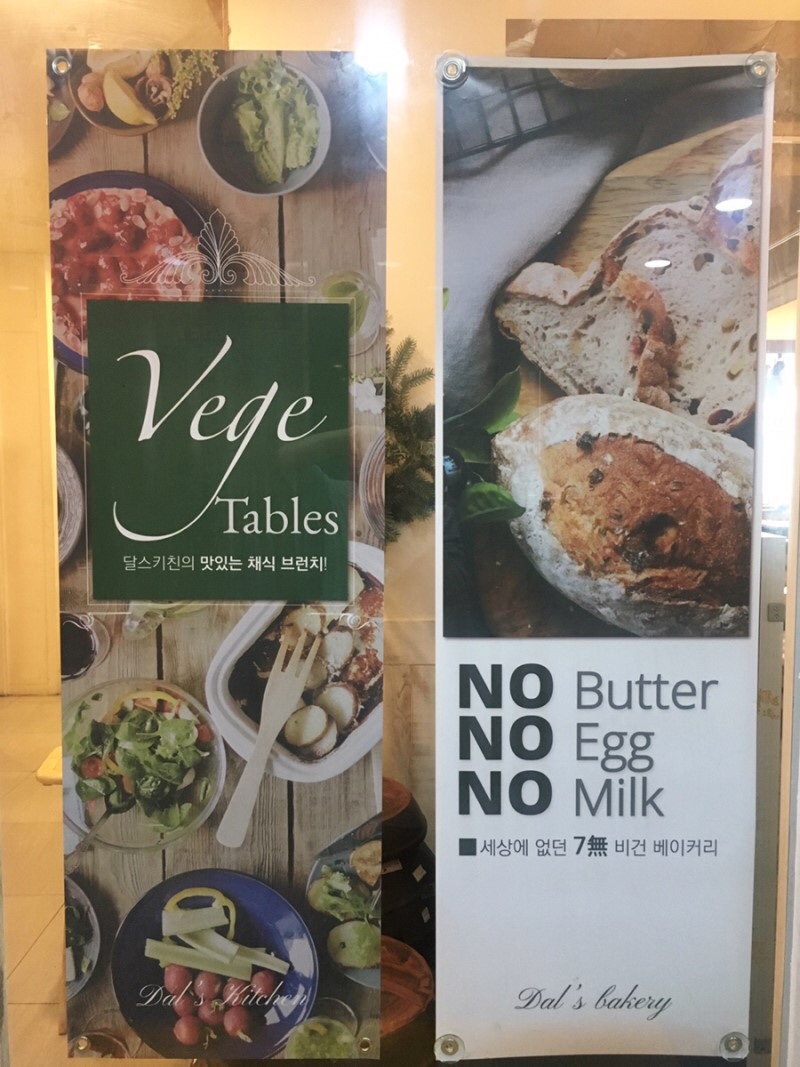 Vege
Tables
달스키친의 맛있는 채식 브런치!
Dal's Kitchen
NO Butter
NO Egg
NO Milk
■세상에 없던 7無 비건 베이커리
Dal's bakery